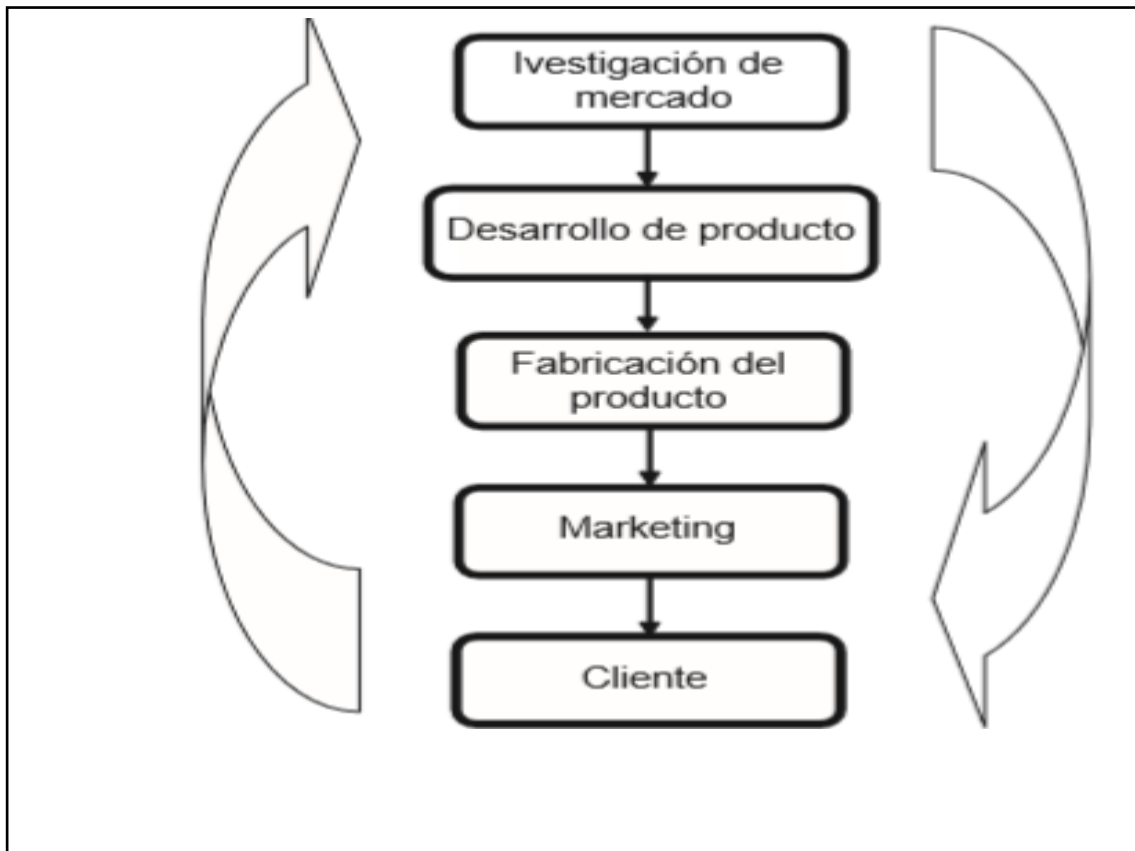 Ivestigación de
mercado
Desarrollo de producto
Fabricación del
producto
Marketing
Cliente